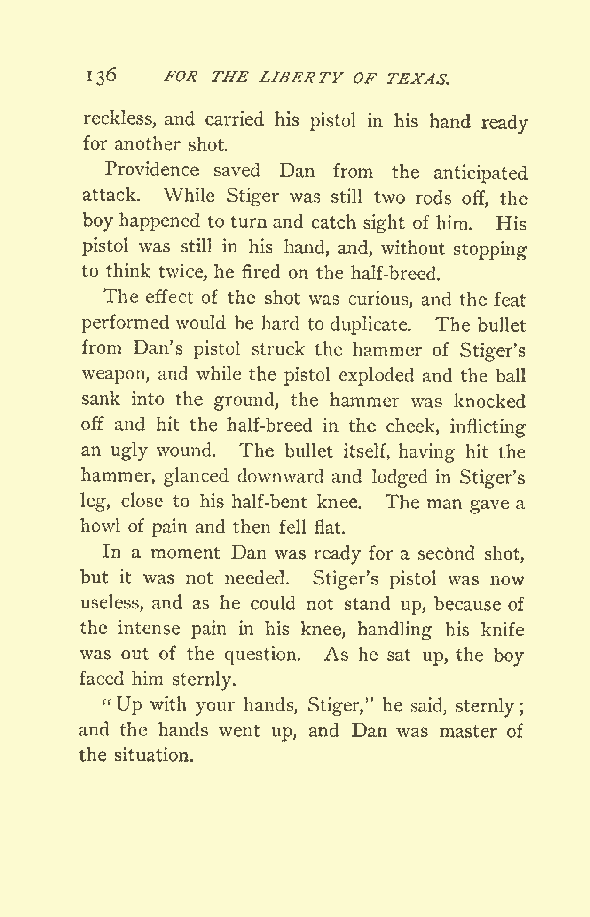 136 FOR THE LIBERTY OF TEXAS.
reckless, and carried his pistol in his hand ready
for another shot.
Providence saved Dan from the anticipated
attack. While Stiger was still two rods off, the
boy happened to turn and catch sight of him. His
pistol was still in his hand, and, without stopping
to think twice, he fired on the half-breed.
The effect of the shot was curious, and the feat
performed would be hard to duplicate. The bullet
from Dan's pistol struck the hammer of Stiger's
weapon, and while the pistol exploded and the ball
sank into the ground, the hammer was knocked
off and hit the half-breed in the cheek, inflicting
an ugly wound. The bullet itself, having hit the
hammer, glanced downward and lodged in Stiger's
leg, close to his half-bent knee. The man gave a
howl of pain and then fell flat.
In a moment Dan was ready for a second shot,
but it was not needed. Stiger's pistol was now
useless, and as he could not stand up, because of
the intense pain in his knee, handling his knife
was out of the question. As he sat up, the boy
faced him sternly.
"Up with your hands, Stiger," he said, sternly;
and the hands went up, and Dan was master of
the situation.